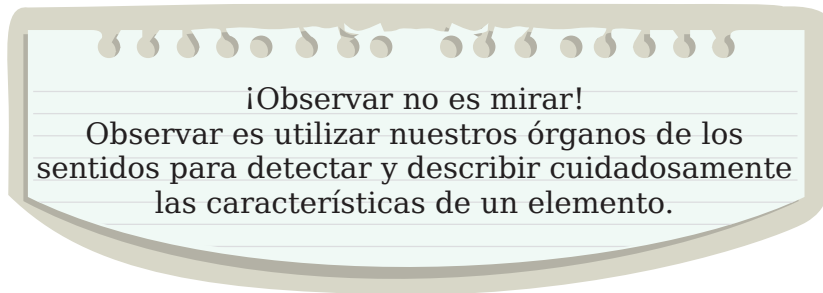 ¡Observar no es mirar!
Observar es utilizar nuestros órganos de los
sentidos para detectar y describir cuidadosamente
las características de un elemento.